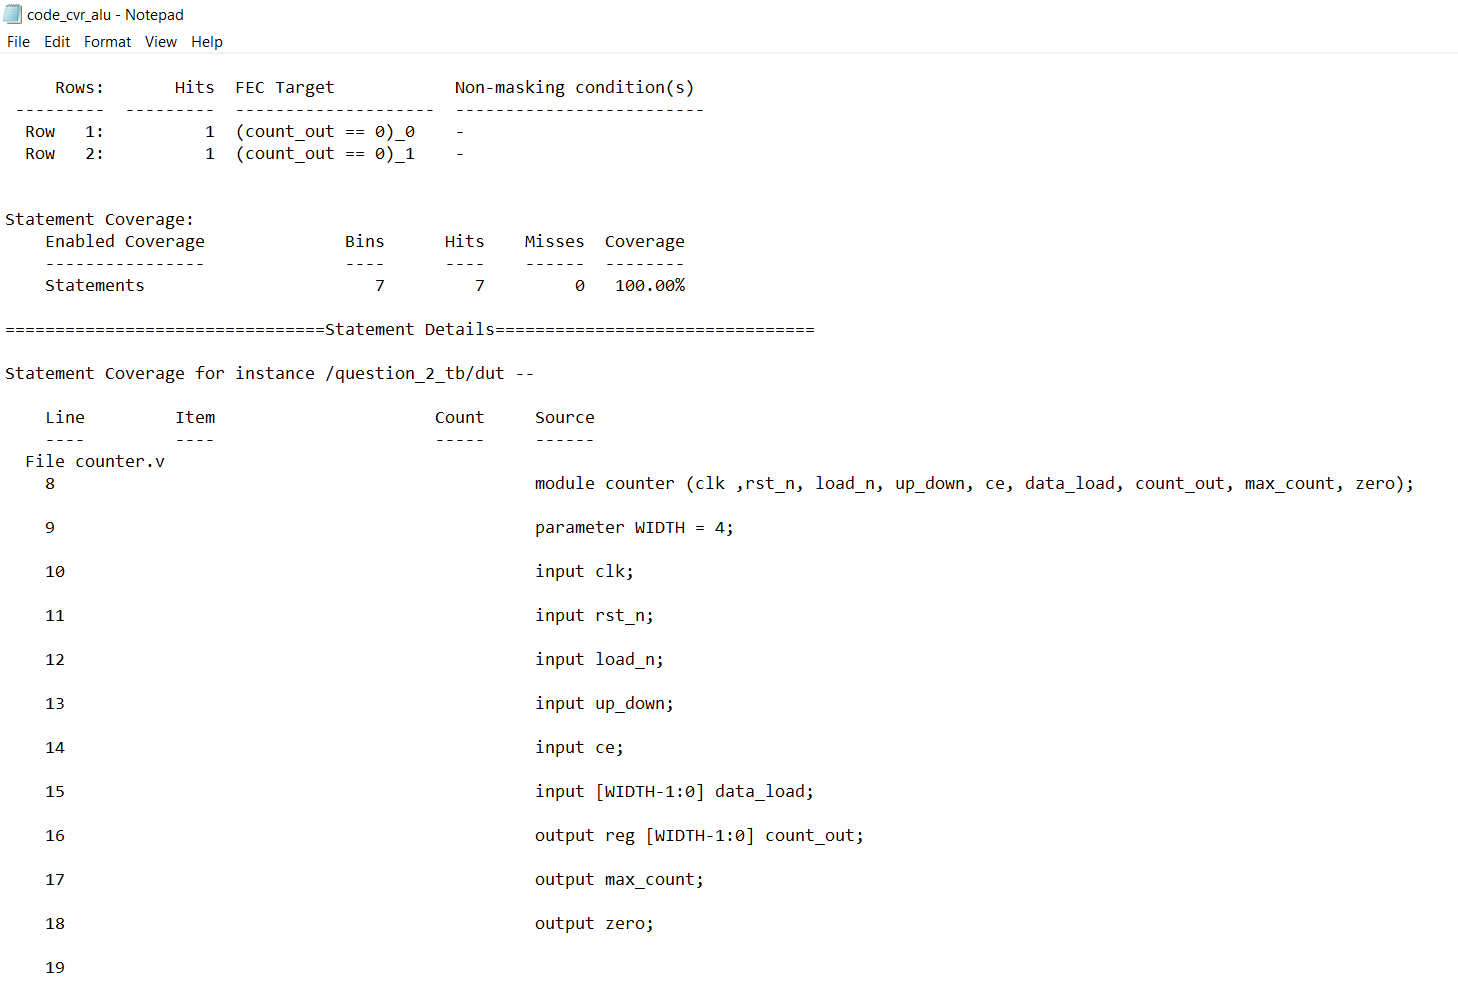 code_cvr_alu - Notepad
File Edit Format View Help
Rows: Hits FEC Target Non-masking condition(s)
--------- --------- -------------------- -------------------------
Row 1: 1 (count_out == 0)_0 -
Row 2: 1 (count_out == 0)_1 -
Statement Coverage:
Enabled Coverage Bins Hits Misses Coverage
---------------- ---- ---- ------ --------
Statements 7 7 0 100.00%
================================Statement Details================================
Statement Coverage for instance /question_2_tb/dut --
Line Item Count Source
---- ---- ----- ------
File counter.v
8 module counter (clk ,rst_n, load_n, up_down, ce, data_load, count_out, max_count, zero);
9 parameter WIDTH = 4;
10 input clk;
11 input rst_n;
12 input load_n;
13 input up_down;
14 input ce;
15 input [WIDTH-1:0] data_load;
16 output reg [WIDTH-1:0] count_out;
17 output max_count;
18 output zero;
19